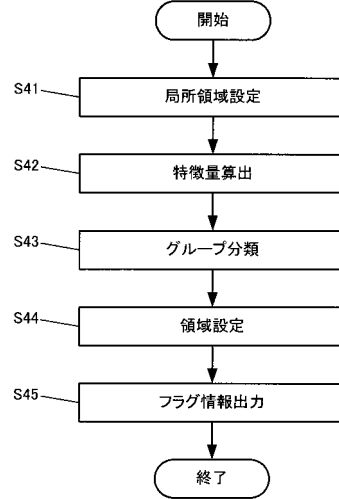 開始
S41
局所領域設定
S42
特徴量算出
S43
グループ分類
S44
領域設定
S45
フラグ情報出力
終了